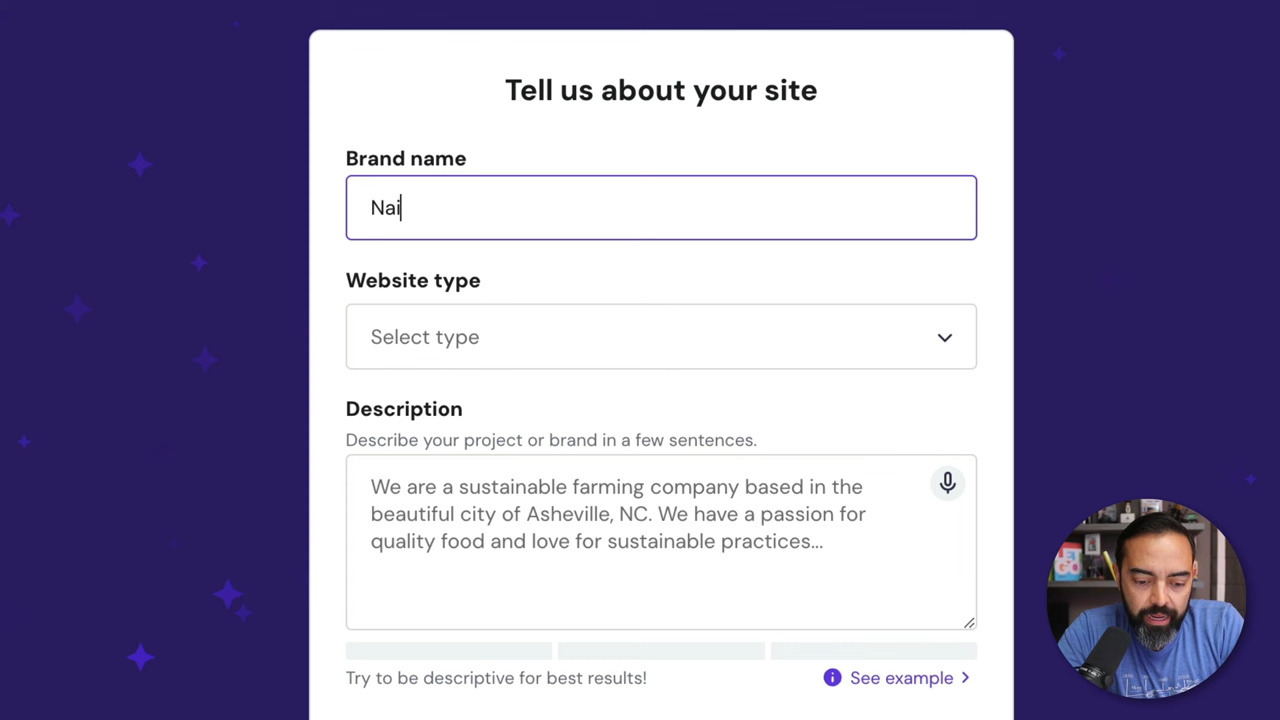 Tell us about your site
Brand name
Nai
Website type
Select type
Description
Describe your project or brand in a few sentences.
We are a sustainable farming company based in the
beautiful city of Asheville, NC. We have a passion for
quality food and love for sustainable practices...
Try to be descriptive for best results!
See example